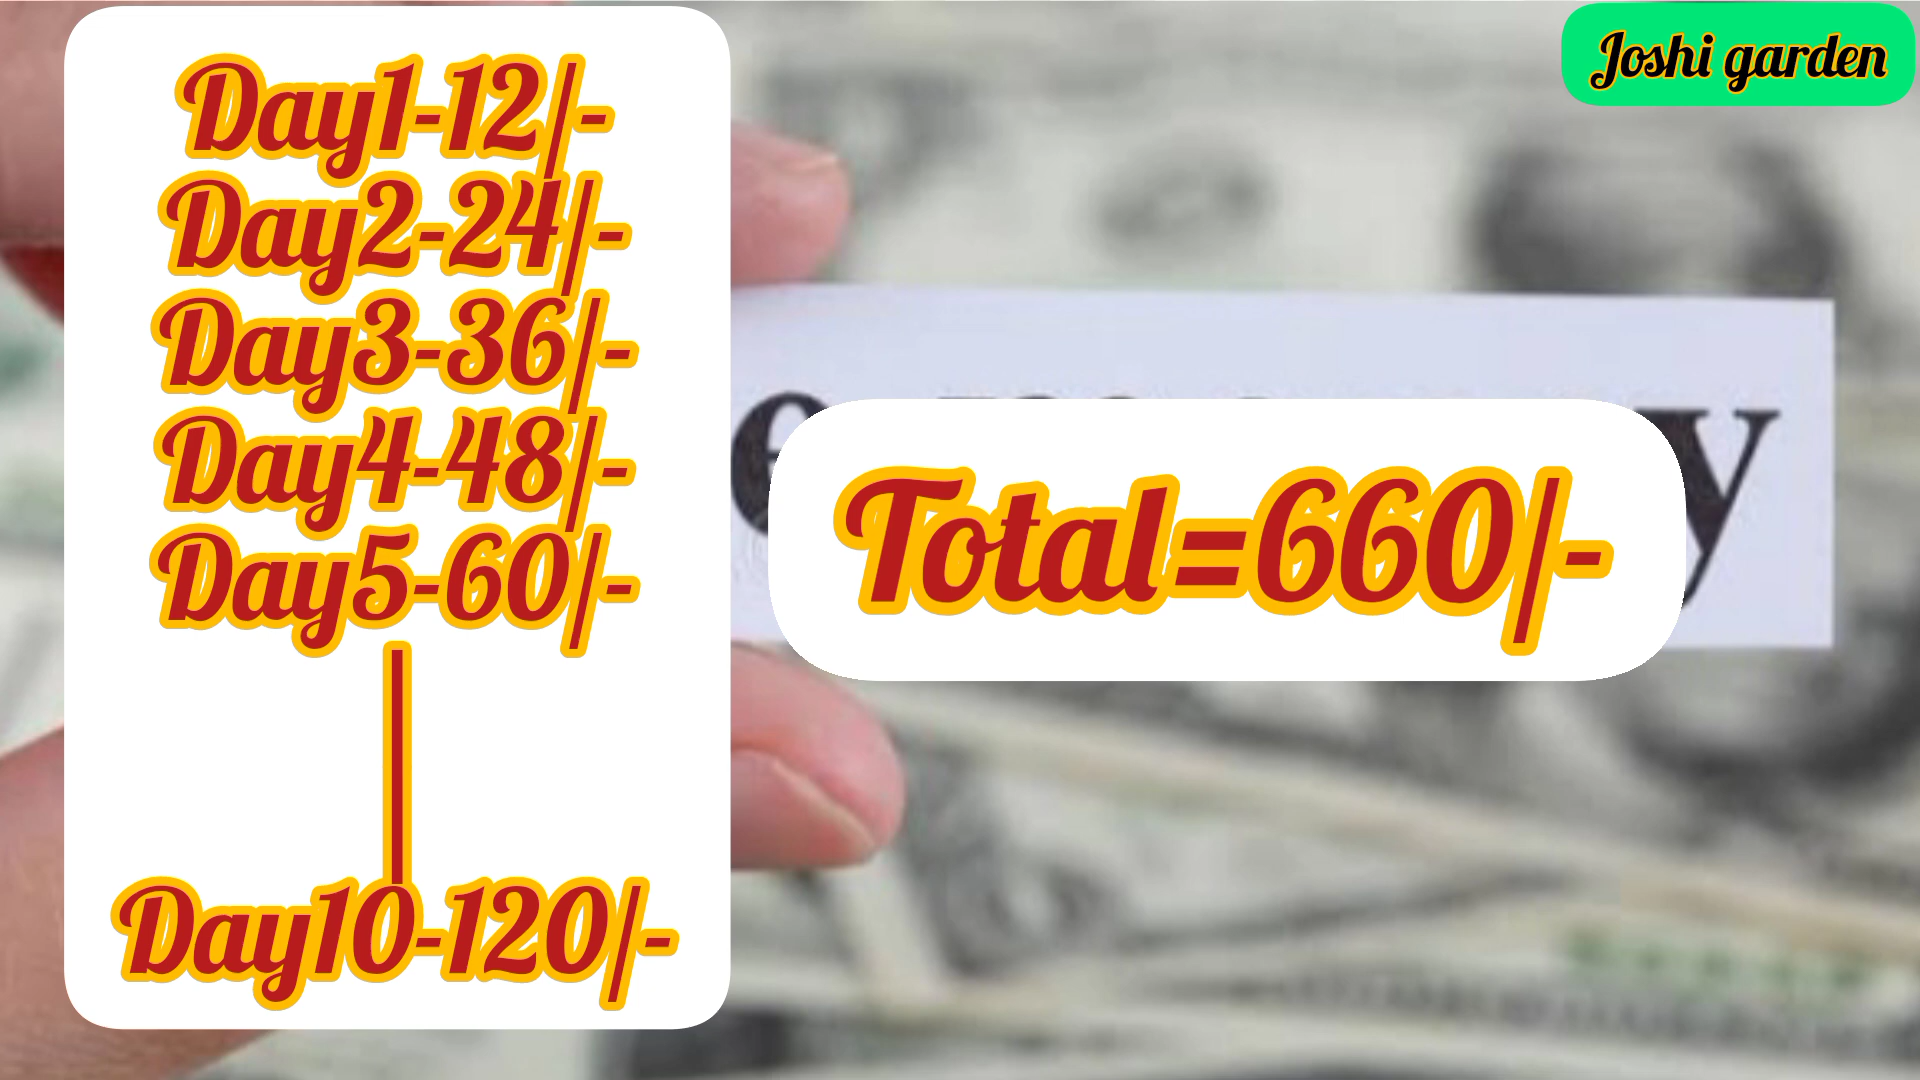 Joshi garden
Day1-12/-
Day2-24/-
Day3-36/-
Day4-48/-
Day5-60/-
|
|
Day10-120/-
Total=660/-